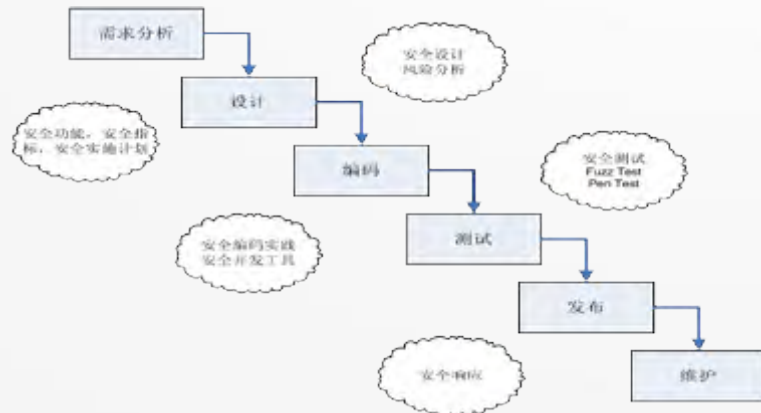 需求分析
安全设计
风险分析
设计
安全功能，安全指
标，安全实施计划
编码
安全测试
Fuzz Test
Pen Test
测试
安全编码实践
安全开发工具
发布
安全响应
维护